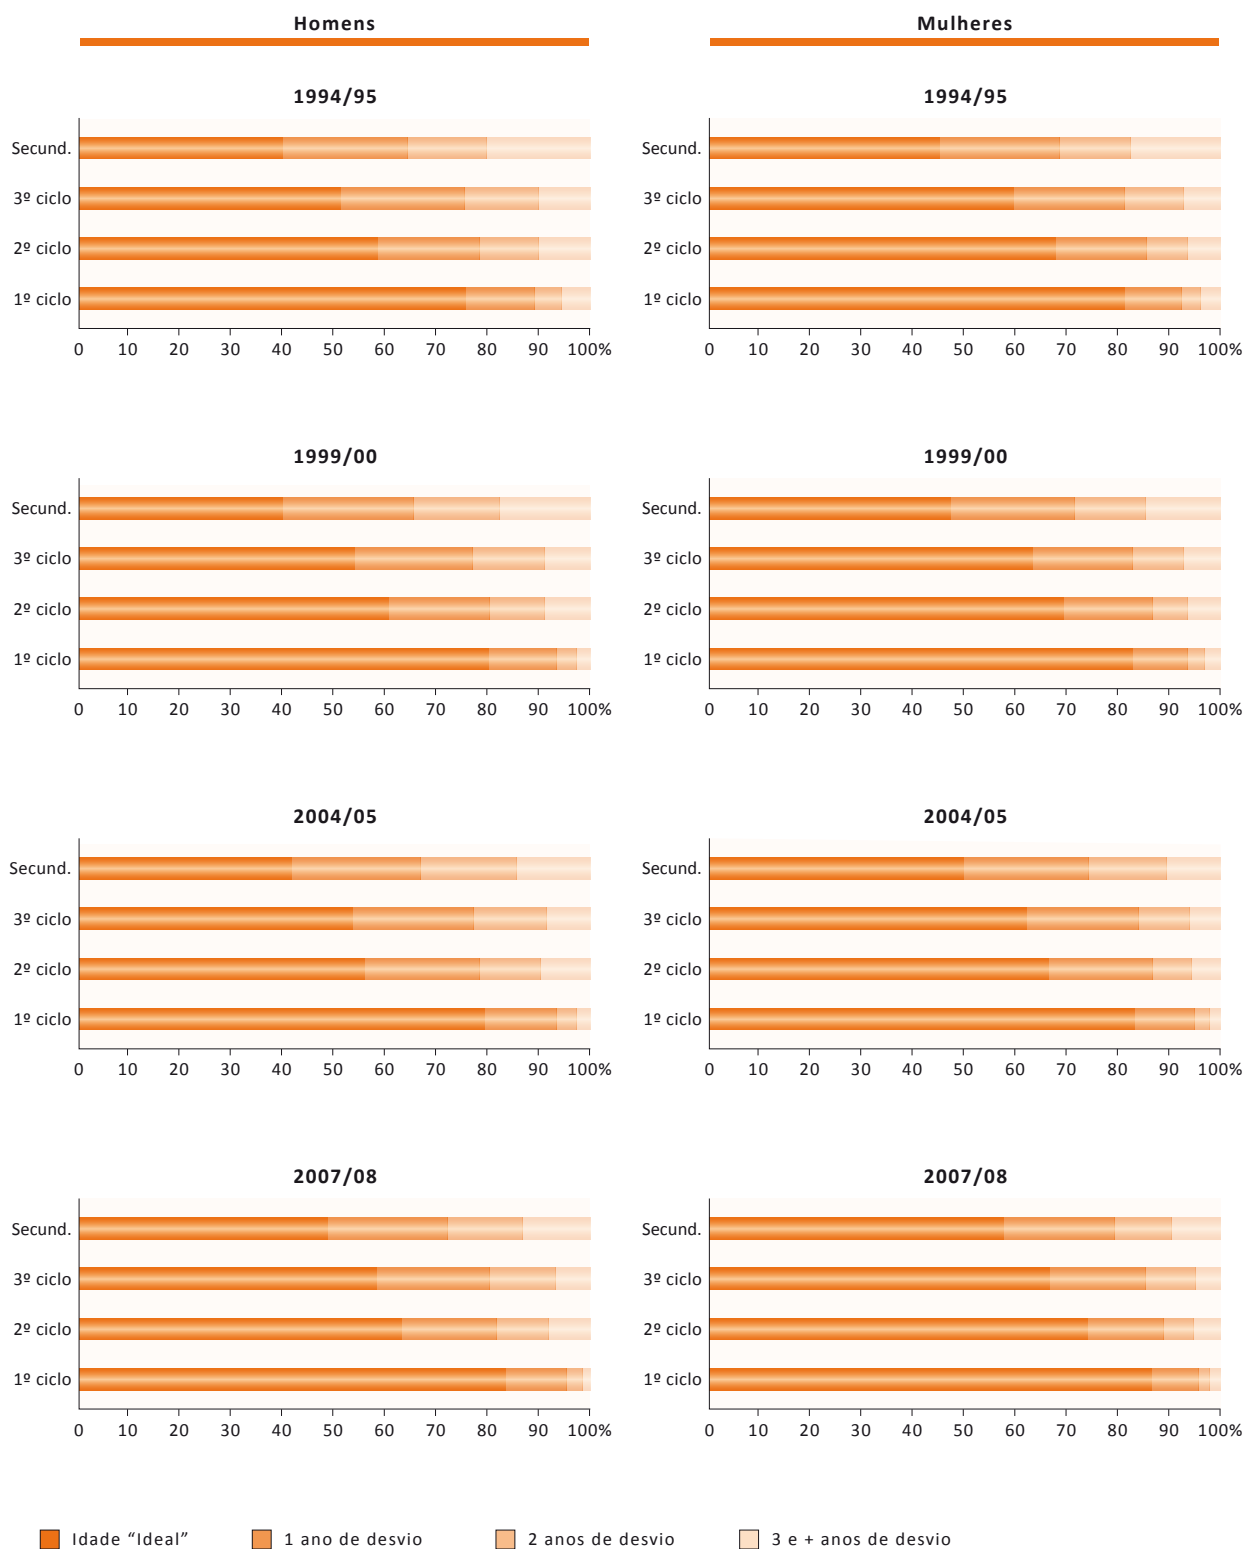 Homens
Mulheres
1994/95
1994/95
Secund.
3º ciclo
2º ciclo
1º ciclo
0 10 20 30 40 50 60 70 80 90 100%
Secund.
3º ciclo
2º ciclo
1º ciclo
0 10 20 30 40 50 60 70 80 90 100%
1999/00
1999/00
Secund.
3º ciclo
2º ciclo
1º ciclo
0 10 20 30 40 50 60 70 80 90 100%
Secund.
3º ciclo
2º ciclo
1º ciclo
0 10 20 30 40 50 60 70 80 90 100%
2004/05
2004/05
Secund.
3º ciclo
2º ciclo
1º ciclo
0 10 20 30 40 50 60 70 80 90 100%
Secund.
3º ciclo
2º ciclo
1º ciclo
0 10 20 30 40 50 60 70 80 90 100%
2007/08
2007/08
Secund.
3º ciclo
2º ciclo
1º ciclo
0 10 20 30 40 50 60 70 80 90 100%
Secund.
3º ciclo
2º ciclo
1º ciclo
0 10 20 30 40 50 60 70 80 90 100%
Idade “Ideal”
1 ano de desvio
2 anos de desvio
3 e + anos de desvio